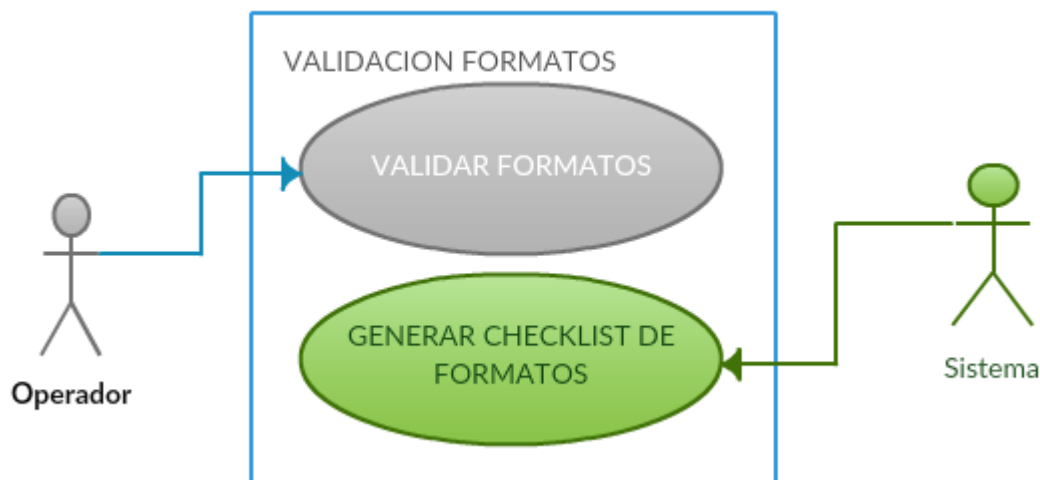 VALIDACION FORMATOS
VALIDAR FORMATOS
GENERAR CHECKLIST DE
FORMATOS
Operador
Sistema